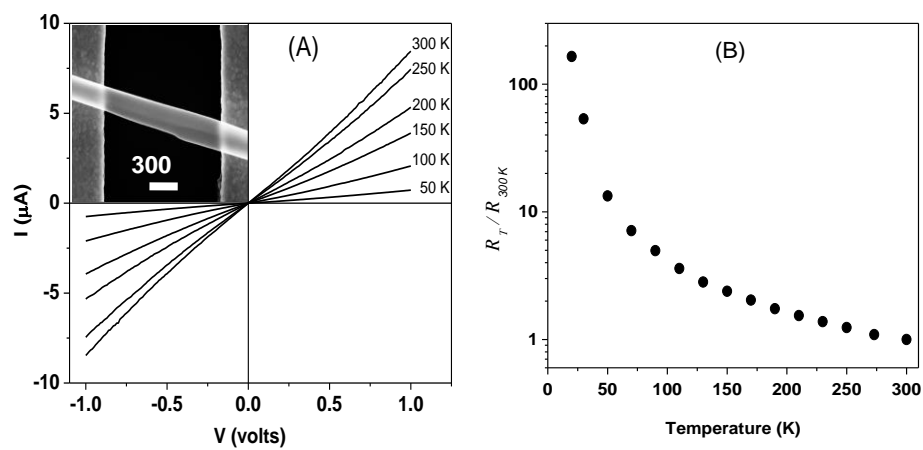 (A)
300
300 K
250 K
200 K
150 K
100 K
50 K
10
5
0
-5
-10
I (μA)
-1.0 -0.5 0.0 0.5 1.0
V (volts)
(B)
100
10
1
R_T / R_300 K
0 50 100 150 200 250 300
Temperature (K)